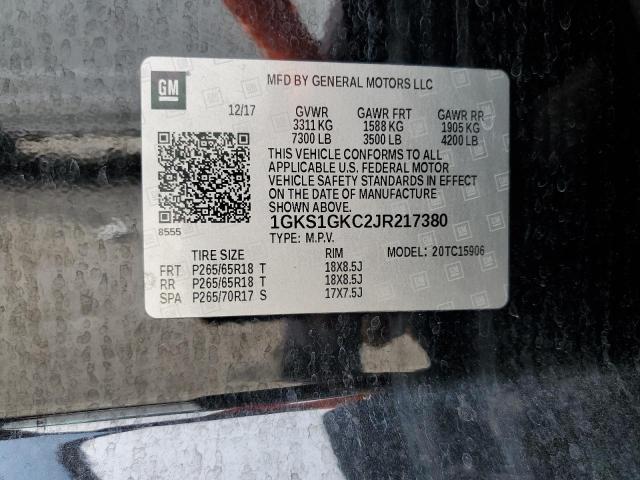 GM
MFD BY GENERAL MOTORS LLC
12/17 GVWR GAWR FRT GAWR RR
3311 KG 1588 KG 1905 KG
7300 LB 3500 LB 4200 LB
THIS VEHICLE CONFORMS TO ALL
APPLICABLE U.S. FEDERAL MOTOR
VEHICLE SAFETY STANDARDS IN EFFECT
ON THE DATE OF MANUFACTURE
SHOWN ABOVE.
8555 1GKS1GKC2JR217380
TYPE: M.P.V. MODEL: 20TC15906
TIRE SIZE RIM
FRT P265/65R18 T 18X8.5J
RR P265/65R18 T 18X8.5J
SPA P265/70R17 S 17X7.5J